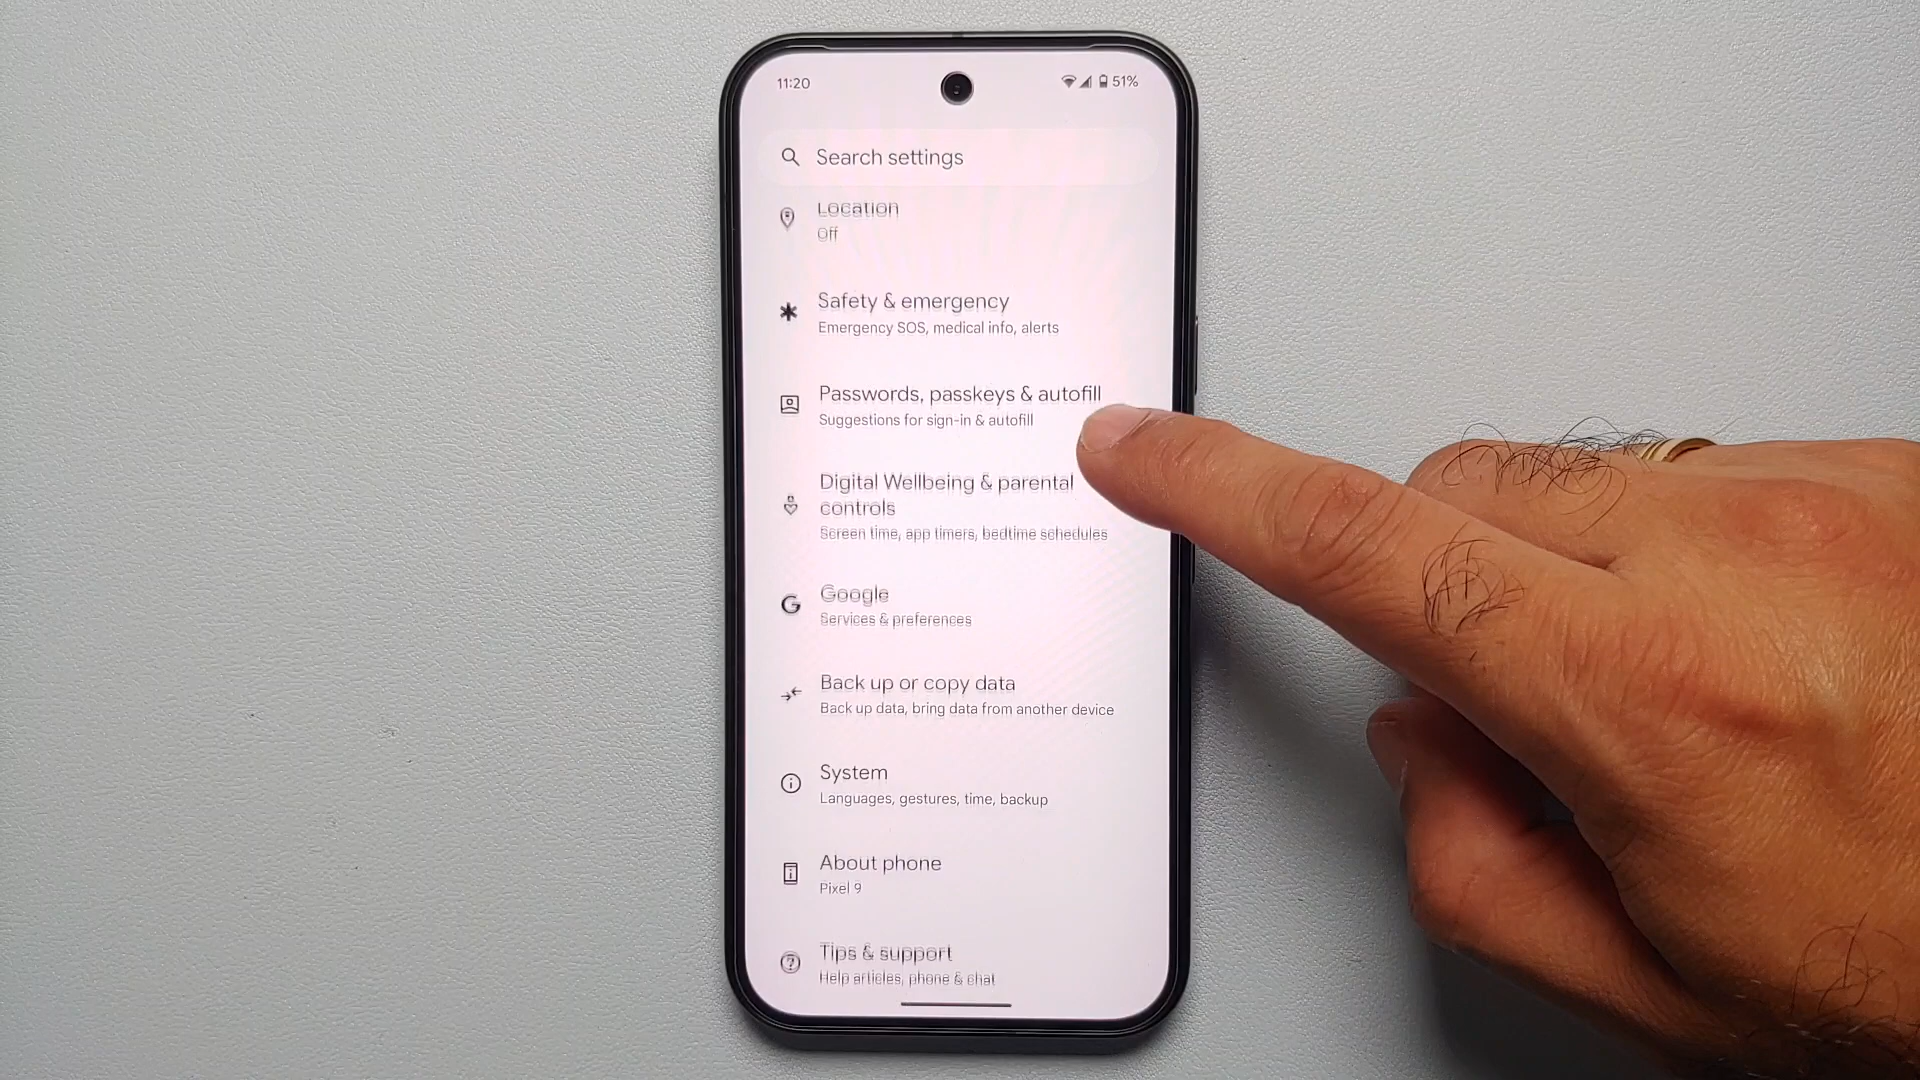 11:20
51%
Search settings
Location
Off
Safety & emergency
Emergency SOS, medical info, alerts
Passwords, passkeys & autofill
Suggestions for sign-in & autofill
Digital Wellbeing & parental
controls
Screen time, app timers, bedtime schedules
Google
Services & preferences
Back up or copy data
Back up data, bring data from another device
System
Languages, gestures, time, backup
About phone
Pixel 9
Tips & support
Help articles, phone & chat